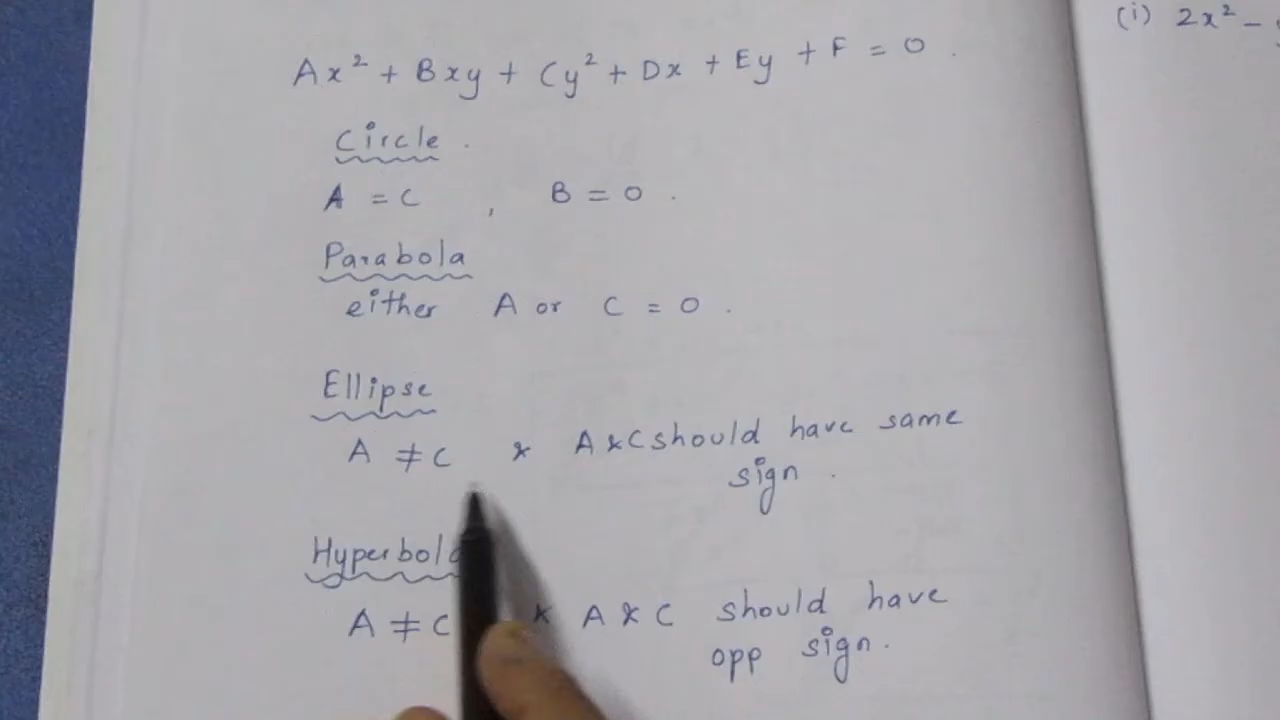 Ax² + Bxy + Cy² + Dx + Ey + F = 0.
(i) 2x² -
Circle.
A = C , B = 0.
Parabola
either A or C = 0.
Ellipse
A ≠ C & A & C should have same
sign.
Hyperbola
A ≠ C & A & C should have
opp sign.